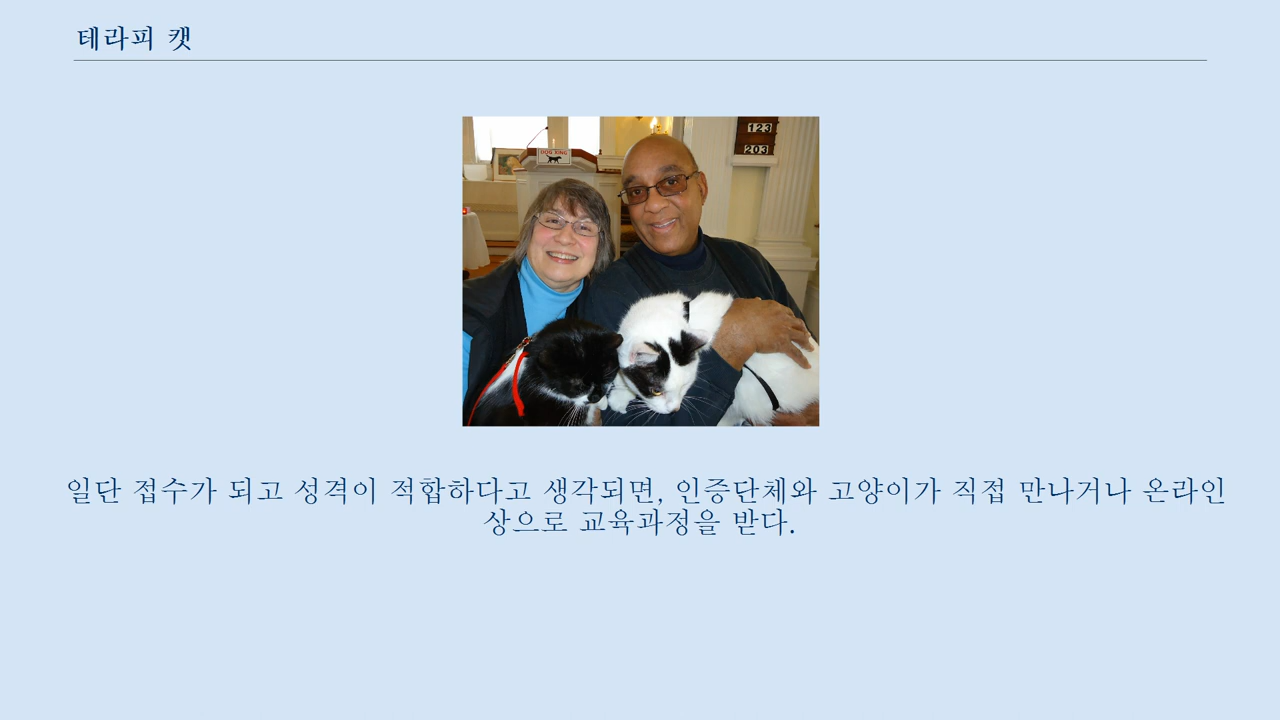 테라피 캣
DOG XING
123
203
일단 접수가 되고 성격이 적합하다고 생각되면, 인증단체와 고양이가 직접 만나거나 온라인
상으로 교육과정을 받다.